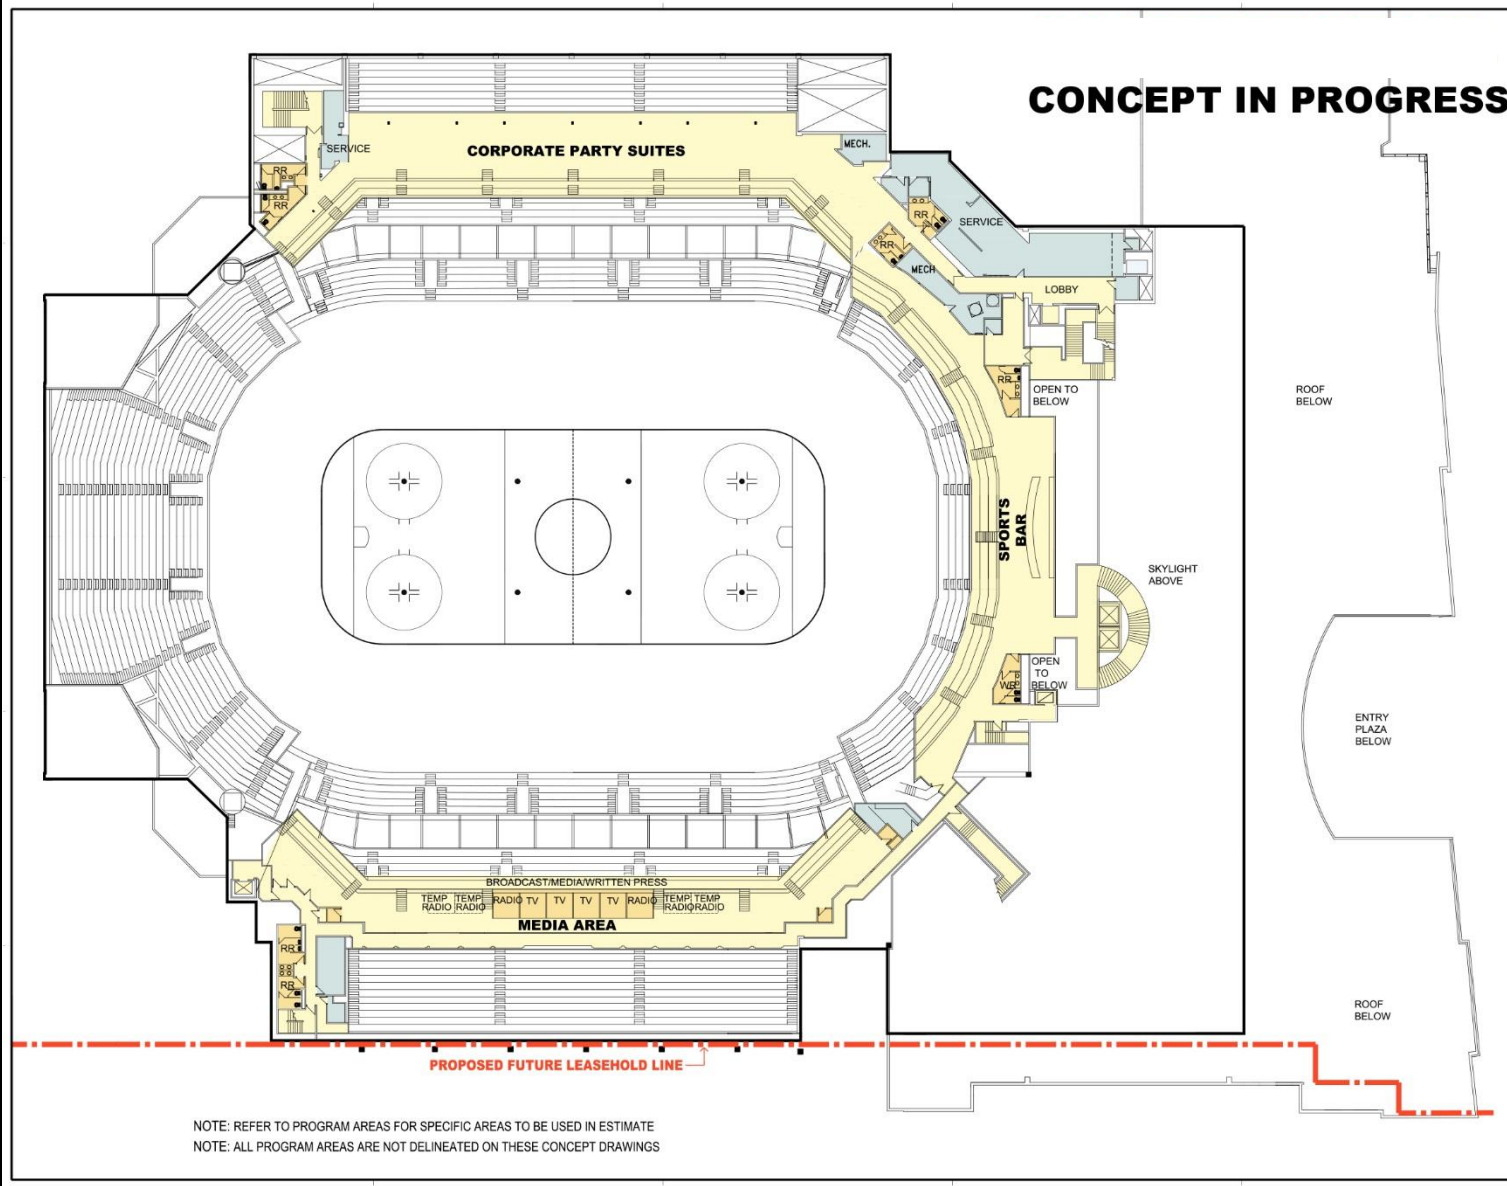 CONCEPT IN PROGRESS
MECH.
SERVICE
CORPORATE PARTY SUITES
RR
RR
RR
SERVICE
RR
MECH
LOBBY
RR
OPEN TO
BELOW
ROOF
BELOW
SPORTS
BAR
SKYLIGHT
ABOVE
OPEN
TO
BELOW
WR
ENTRY
PLAZA
BELOW
BROADCAST/MEDIA/WRITTEN PRESS
TEMP
RADIO
TEMP
RADIO
RADIO
TV
TV
TV
TV
RADIO
TEMP
RADIO
TEMP
RADIO
MEDIA AREA
RR
RR
ROOF
BELOW
PROPOSED FUTURE LEASEHOLD LINE
NOTE: REFER TO PROGRAM AREAS FOR SPECIFIC AREAS TO BE USED IN ESTIMATE
NOTE: ALL PROGRAM AREAS ARE NOT DELINEATED ON THESE CONCEPT DRAWINGS